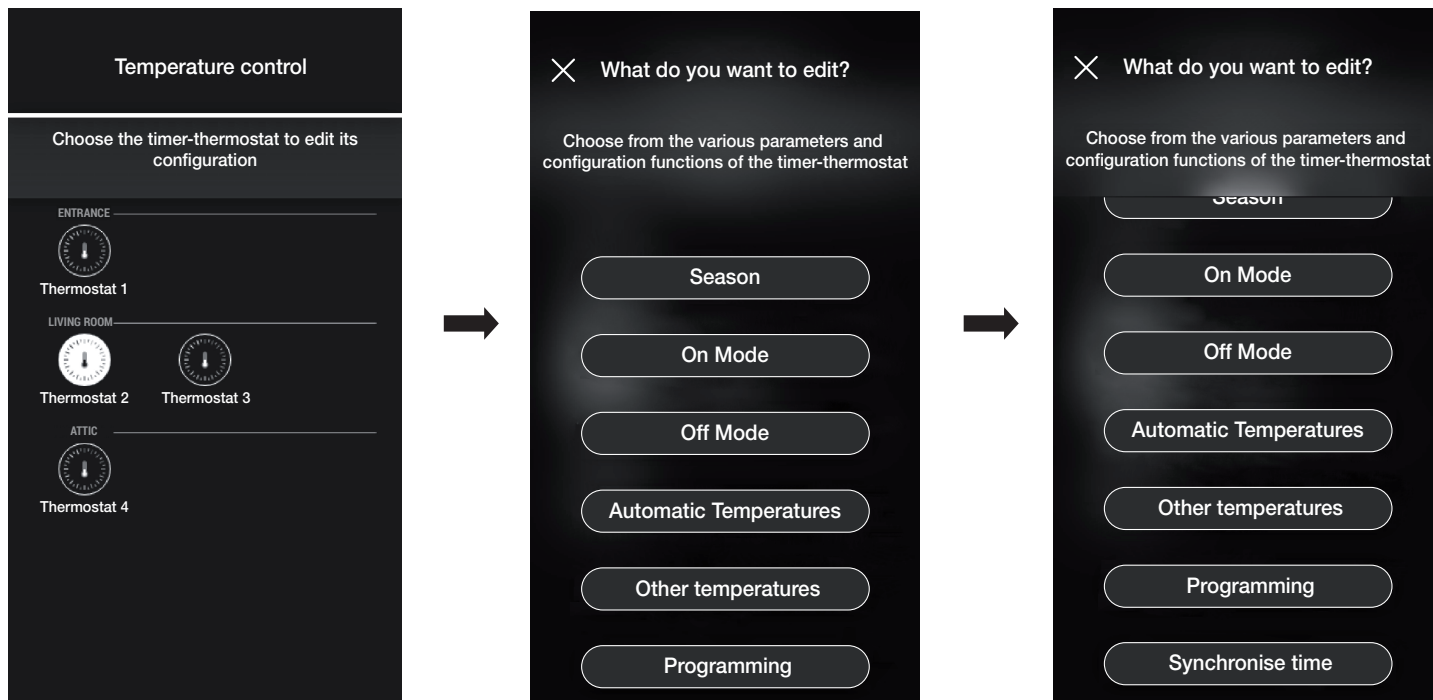 Temperature control
Choose the timer-thermostat to edit its
configuration
ENTRANCE
Thermostat 1
LIVING ROOM
Thermostat 2
Thermostat 3
ATTIC
Thermostat 4
What do you want to edit?
Choose from the various parameters and
configuration functions of the timer-thermostat
Season
On Mode
Off Mode
Automatic Temperatures
Other temperatures
Programming
What do you want to edit?
Choose from the various parameters and
configuration functions of the timer-thermostat
Season
On Mode
Off Mode
Automatic Temperatures
Other temperatures
Programming
Synchronise time